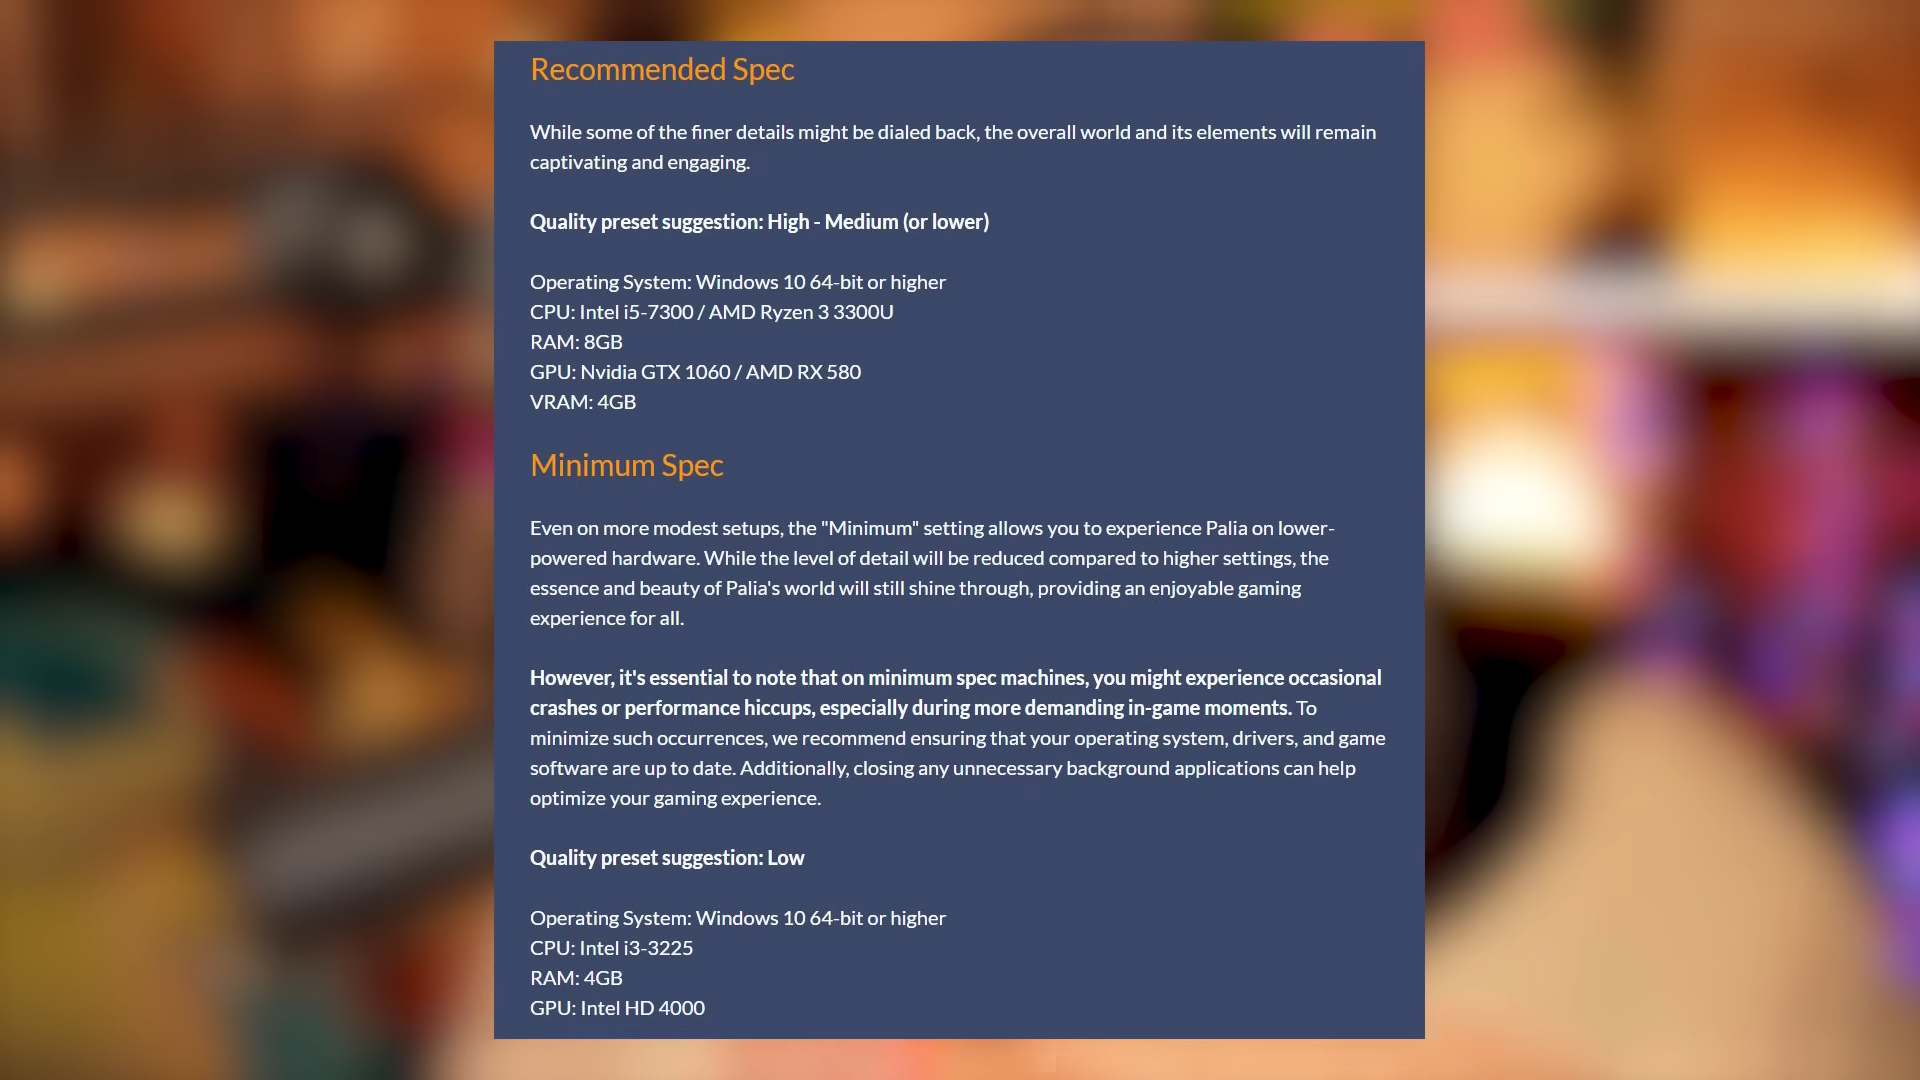 Recommended Spec
While some of the finer details might be dialed back, the overall world and its elements will remain
captivating and engaging.
Quality preset suggestion: High - Medium (or lower)
Operating System: Windows 10 64-bit or higher
CPU: Intel i5-7300 / AMD Ryzen 3 3300U
RAM: 8GB
GPU: Nvidia GTX 1060 / AMD RX 580
VRAM: 4GB
Minimum Spec
Even on more modest setups, the "Minimum" setting allows you to experience Palia on lower-
powered hardware. While the level of detail will be reduced compared to higher settings, the
essence and beauty of Palia's world will still shine through, providing an enjoyable gaming
experience for all.
However, it's essential to note that on minimum spec machines, you might experience occasional
crashes or performance hiccups, especially during more demanding in-game moments. To
minimize such occurrences, we recommend ensuring that your operating system, drivers, and game
software are up to date. Additionally, closing any unnecessary background applications can help
optimize your gaming experience.
Quality preset suggestion: Low
Operating System: Windows 10 64-bit or higher
CPU: Intel i3-3225
RAM: 4GB
GPU: Intel HD 4000